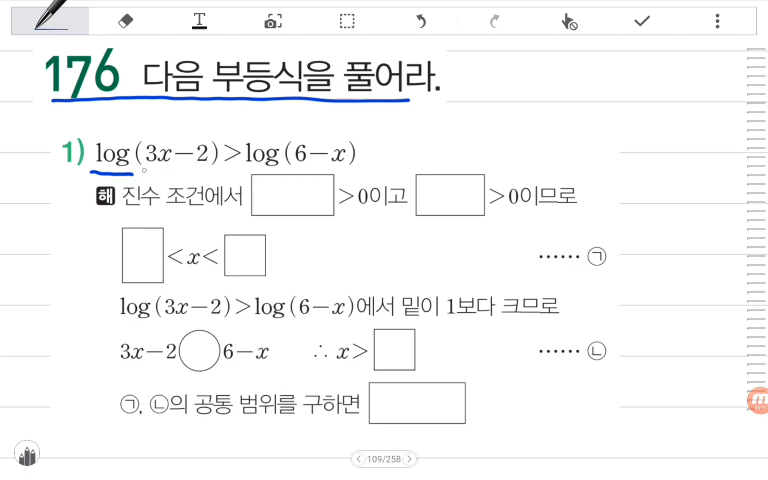 T
176 다음 부등식을 풀어라.
1) log(3x−2)>log(6−x)
해 진수 조건에서 >0이고 >0이므로
<x< …… ㉠
log(3x−2)>log(6−x)에서 밑이 1보다 크므로
3x−2 6−x ∴ x> …… ㉡
㉠, ㉡의 공통 범위를 구하면
109/258